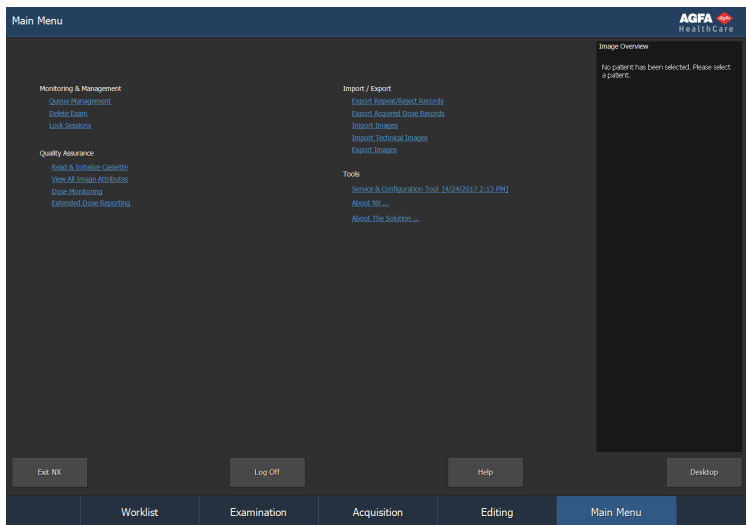 Main Menu
AGFA
HealthCare
Image Overview
No patient has been selected. Please select
a patient.
Monitoring & Management
Queue Management
Delete Exam
Lock Sessions
Quality Assurance
Read & Initialize Cassette
View All Image Attributes
Dose Monitoring
Extended Dose Reporting
Import / Export
Export Repeat/Reject Records
Export Acquired Dose Records
Import Images
Import Technical Images
Export Images
Tools
Service & Configuration Tool [4/24/2017 2:13 PM]
About NX ...
About The Solution ...
Exit NX
Log Off
Help
Desktop
Worklist
Examination
Acquisition
Editing
Main Menu